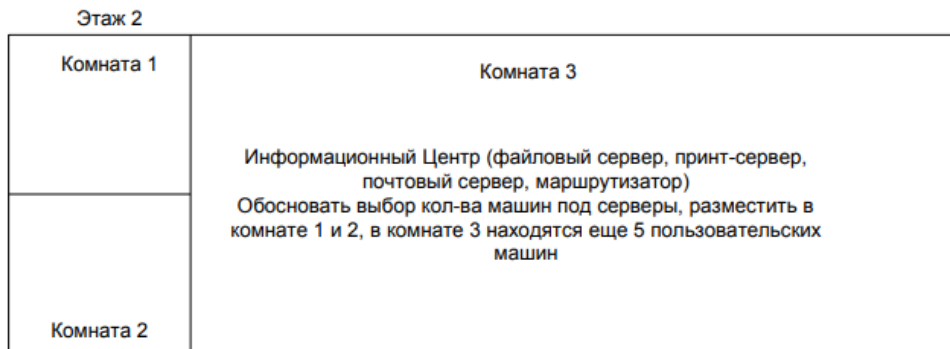 Этаж 2
Комната 1
Комната 3
Информационный Центр (файловый сервер, принт-сервер,
почтовый сервер, маршрутизатор)
Обосновать выбор кол-ва машин под серверы, разместить в
комнате 1 и 2, в комнате 3 находятся еще 5 пользовательских
машин
Комната 2